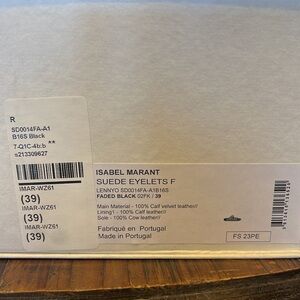 R
SD0014FA-A1
B16S Black
7-Q1C-4b:b **
s213309627
IMAR-WZ61
(39)
IMAR-WZ61
(39)
IMAR-WZ61
(39)
ISABEL MARANT
SUEDE EYELETS F
LENNYO SD0014FA-A1B16S
FADED BLACK 02FK / 39
Main Material - 100% Calf velvet leather//
Lining1 - 100% Calf leather//
Sole - 100% Cow leather//
Fabriqué en Portugal
Made in Portugal
FS 23PE